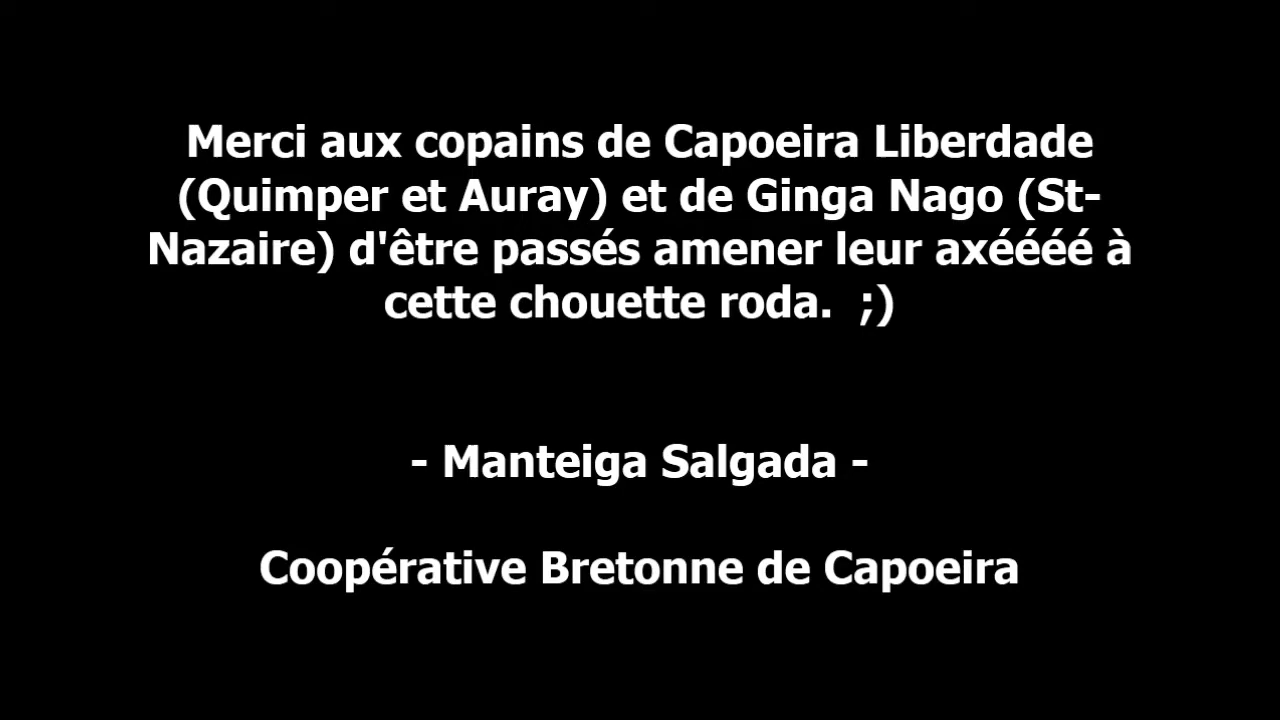 Merci aux copains de Capoeira Liberdade
(Quimper et Auray) et de Ginga Nago (St-
Nazaire) d'être passés amener leur axéééé à
cette chouette roda.  ;)
- Manteiga Salgada -
Coopérative Bretonne de Capoeira